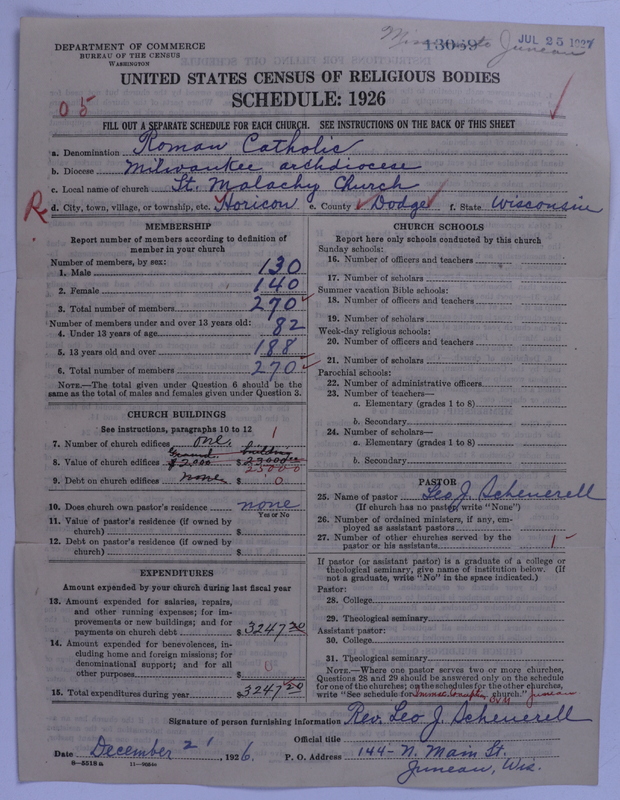 DEPARTMENT OF COMMERCE
BUREAU OF THE CENSUS
WASHINGTON
13059
JUL 25 1927
Juneau
UNITED STATES CENSUS OF RELIGIOUS BODIES
SCHEDULE: 1926
05
FILL OUT A SEPARATE SCHEDULE FOR EACH CHURCH. SEE INSTRUCTIONS ON THE BACK OF THIS SHEET
a. Denomination Roman Catholic
b. Diocese Milwaukee archdiocese
c. Local name of church St. Malachy Church
R d. City, town, village, or township, etc. Horicon e. County Dodge f. State Wisconsin
MEMBERSHIP
Report number of members according to definition of member in your church
Number of members, by sex:
1. Male 130
2. Female 140
3. Total number of members 270
Number of members under and over 13 years old:
4. Under 13 years of age 82
5. 13 years old and over 188
6. Total number of members 270
NOTE.—The total given under Question 6 should be the same as the total of males and females given under Question 3.
CHURCH BUILDINGS
See instructions, paragraphs 10 to 12
7. Number of church edifices one. 1
Ground building
8. Value of church edifices $2,000 $23000
25000
9. Debt on church edifices none $ 0
10. Does church own pastor's residence none
Yes or No
11. Value of pastor's residence (if owned by church) $
12. Debt on pastor's residence (if owned by church) $
EXPENDITURES
Amount expended by your church during last fiscal year
13. Amount expended for salaries, repairs, and other running expenses; for improvements or new buildings; and for payments on church debt $3247.20
14. Amount expended for benevolences, including home and foreign missions; for denominational support; and for all other purposes $ 0
15. Total expenditures during year $3247.20
CHURCH SCHOOLS
Report here only schools conducted by this church
Sunday schools:
16. Number of officers and teachers
17. Number of scholars
Summer vacation Bible schools:
18. Number of officers and teachers
19. Number of scholars
Week-day religious schools:
20. Number of officers and teachers
21. Number of scholars
Parochial schools:
22. Number of administrative officers
23. Number of teachers—
a. Elementary (grades 1 to 8)
b. Secondary
24. Number of scholars—
a. Elementary (grades 1 to 8)
b. Secondary
PASTOR
25. Name of pastor Leo J. Scheuerell
(If church has no pastor, write "None")
26. Number of ordained ministers, if any, employed as assistant pastors
27. Number of other churches served by the pastor or his assistants 1
If pastor (or assistant pastor) is a graduate of a college or theological seminary, give name of institution below. (If not a graduate, write "No" in the space indicated.)
Pastor:
28. College
29. Theological seminary
Assistant pastor:
30. College
31. Theological seminary
NOTE.—Where one pastor serves two or more churches, Questions 28 and 29 should be answered only on the schedule for one of the churches; on the schedules for the other churches, write "See schedule for church." Juneau
Signature of person furnishing information Rev. Leo J. Scheuerell
Official title
Date December 21, 1926. P. O. Address 144- N. Main St.
Juneau, Wis.
8—5518a